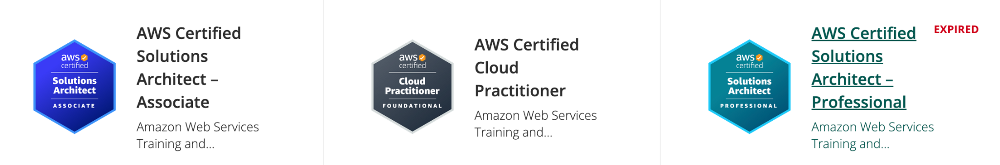 aws
certified
Solutions
Architect
ASSOCIATE
AWS Certified
Solutions
Architect –
Associate
Amazon Web Services
Training and...
aws
certified
Cloud
Practitioner
FOUNDATIONAL
AWS Certified
Cloud
Practitioner
Amazon Web Services
Training and...
aws
certified
Solutions
Architect
PROFESSIONAL
AWS Certified
Solutions
Architect –
Professional
EXPIRED
Amazon Web Services
Training and...